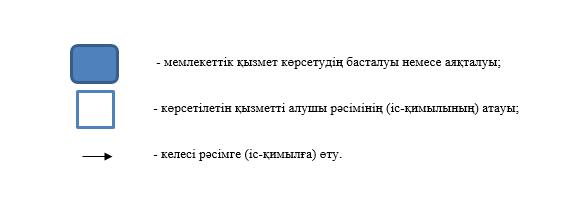 - мемлекеттік қызмет көрсетудің басталуы немесе аяқталуы;
- көрсетілетін қызметті алушы рәсімінің (іс-қимылының) атауы;
- келесі рәсімге (іс-қимылға) өту.